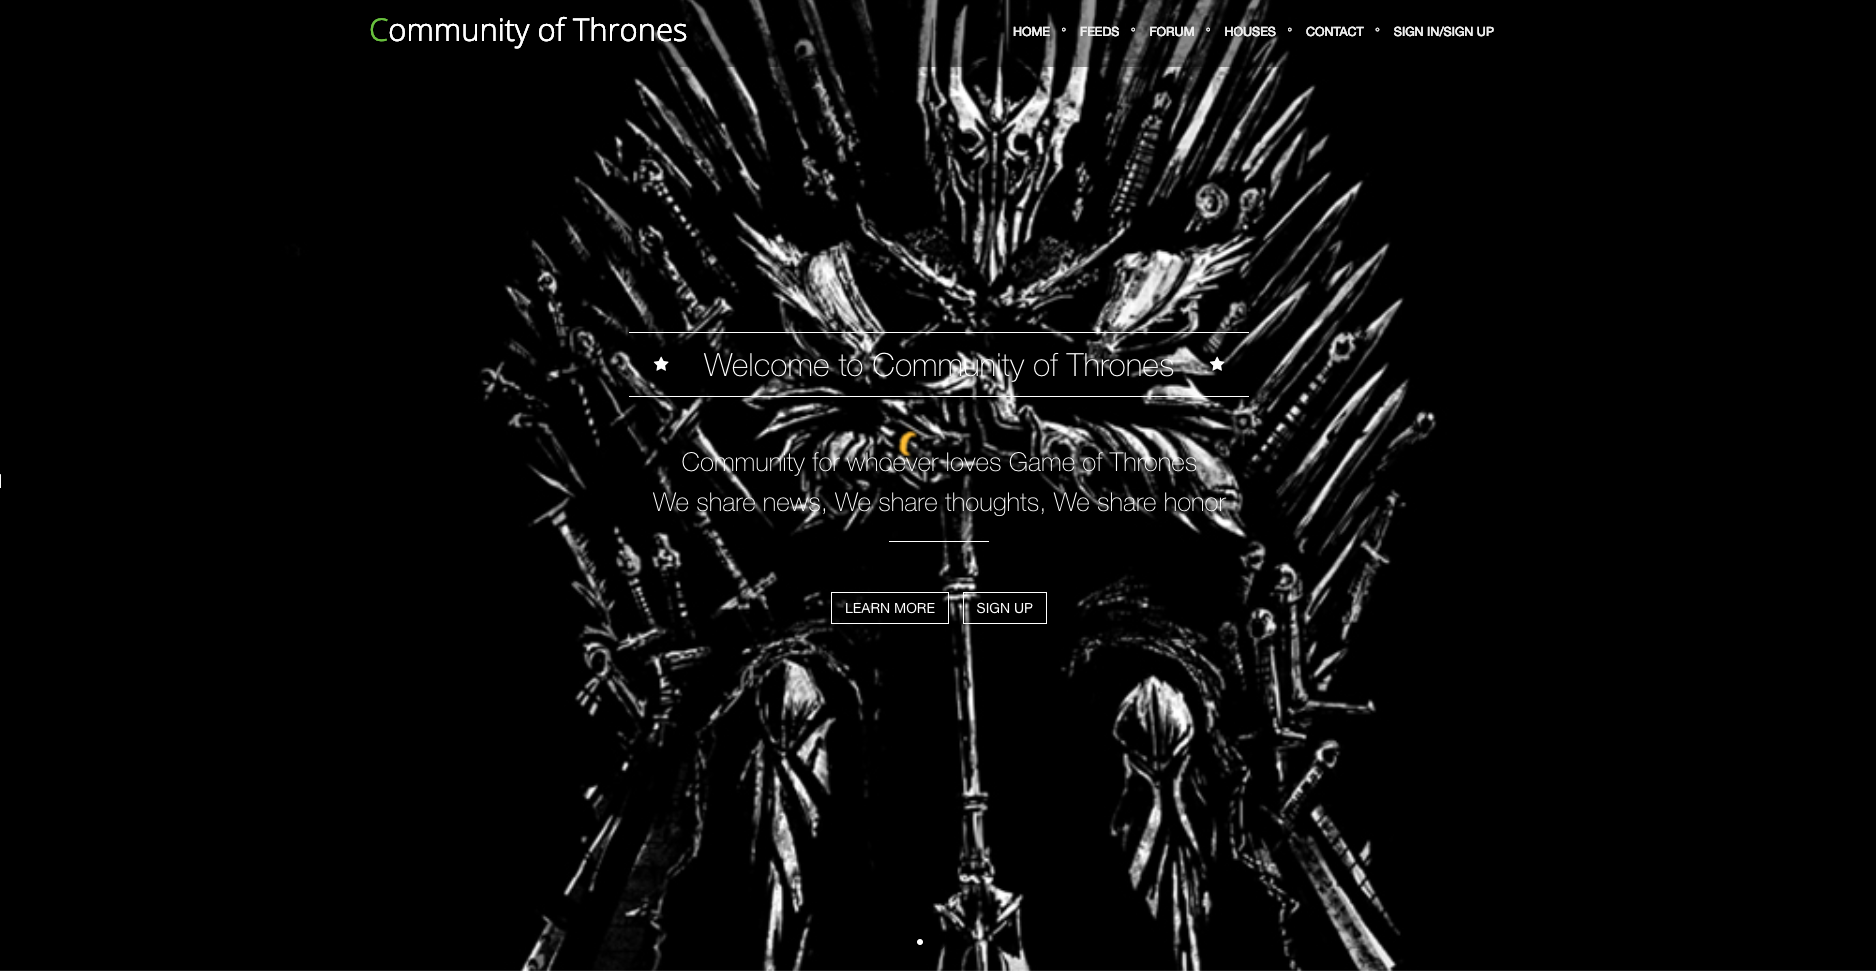 Community of Thrones
HOME
FEEDS
FORUM
HOUSES
CONTACT
SIGN IN/SIGN UP
Welcome to Community of Thrones
Community for whoever loves Game of Thrones
We share news, We share thoughts, We share honor
LEARN MORE
SIGN UP